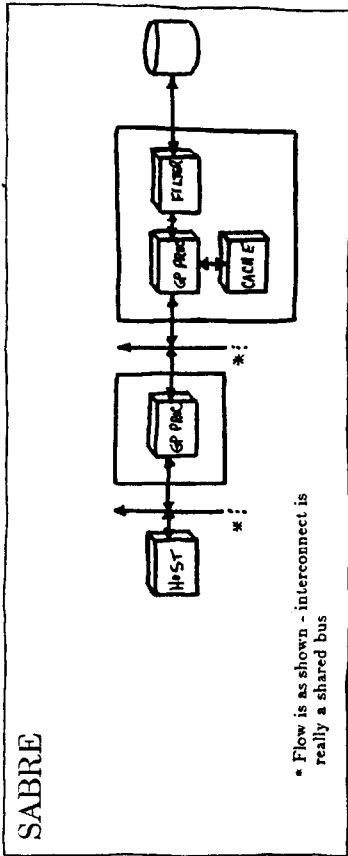 SABRE
HOST
*
GP PROC
*
GP PROC
FILTER
CACHE
* Flow is as shown - interconnect is
really a shared bus